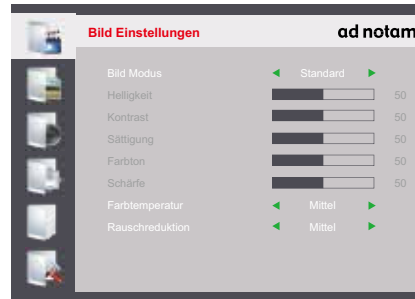 Bild Einstellungen
ad notam
Bild Modus Standard
Helligkeit 50
Kontrast 50
Sättigung 50
Farbton 50
Schärfe 50
Farbtemperatur Mittel
Rauschreduktion Mittel